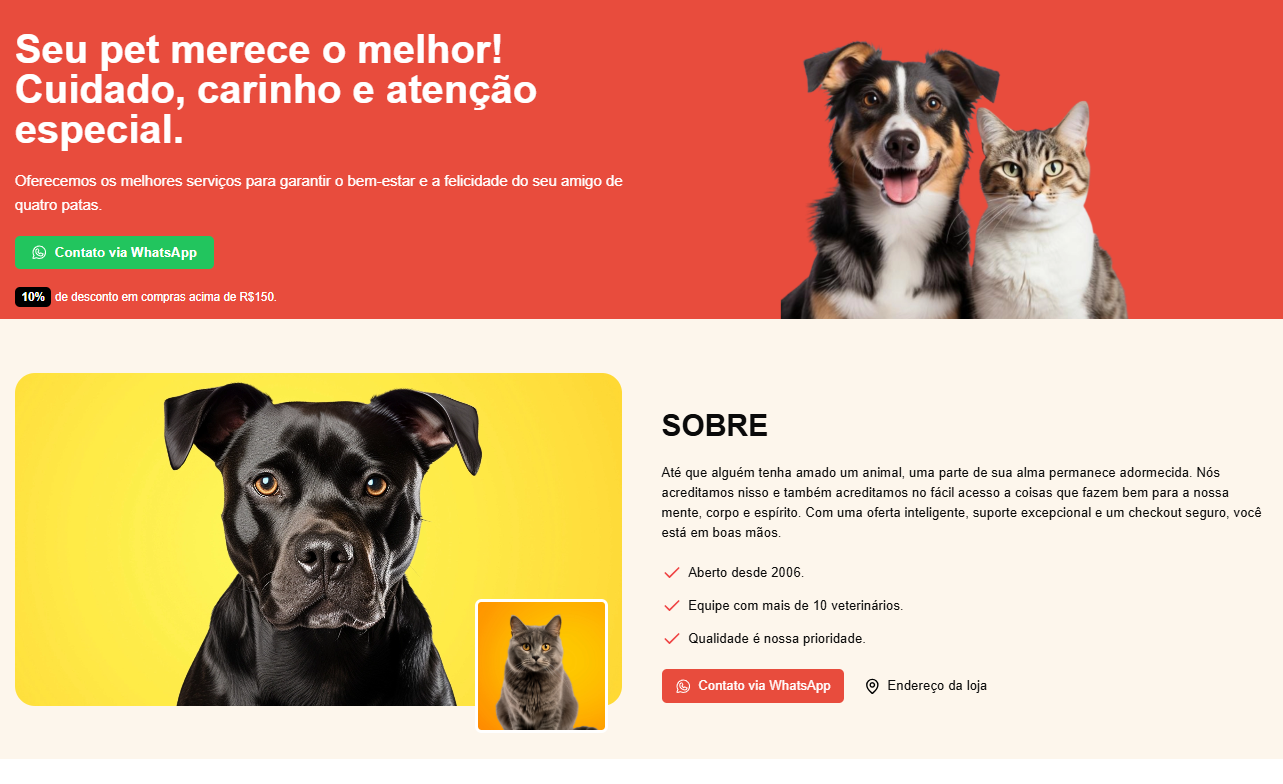 Seu pet merece o melhor!
Cuidado, carinho e atenção
especial.
Oferecemos os melhores serviços para garantir o bem-estar e a felicidade do seu amigo de
quatro patas.
Contato via WhatsApp
10% de desconto em compras acima de R$150.
SOBRE
Até que alguém tenha amado um animal, uma parte de sua alma permanece adormecida. Nós
acreditamos nisso e também acreditamos no fácil acesso a coisas que fazem bem para a nossa
mente, corpo e espírito. Com uma oferta inteligente, suporte excepcional e um checkout seguro, você
está em boas mãos.
Aberto desde 2006.
Equipe com mais de 10 veterinários.
Qualidade é nossa prioridade.
Contato via WhatsApp
Endereço da loja